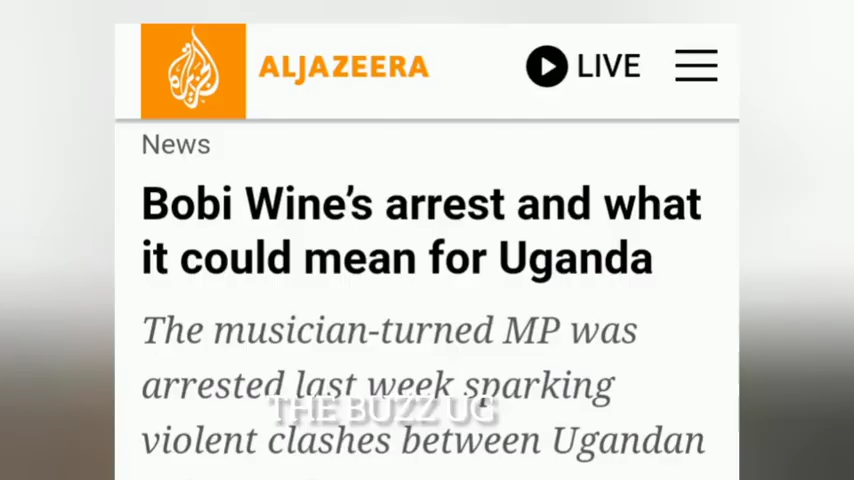 ALJAZEERA
LIVE
News
Bobi Wine's arrest and what
it could mean for Uganda
The musician-turned MP was
arrested last week sparking
THE BUZZ UG
violent clashes between Ugandan